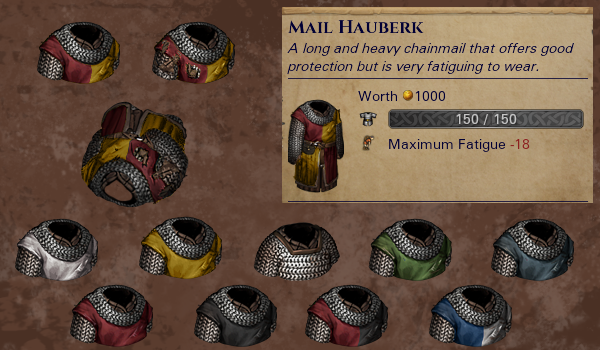 Mail Hauberk
A long and heavy chainmail that offers good
protection but is very fatiguing to wear.
Worth 1000
150 / 150
Maximum Fatigue -18